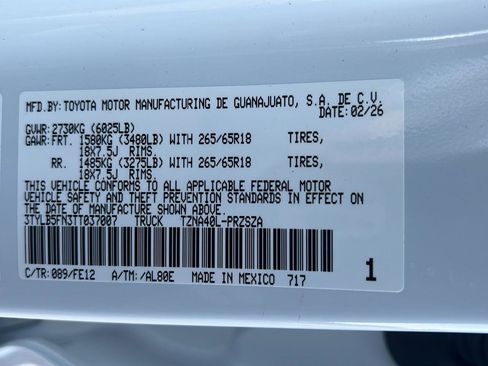 MFD.BY: TOYOTA MOTOR MANUFACTURING DE GUANAJUATO, S.A. DE C.V.
DATE: 02/26
GVWR: 2730KG (6025LB)
GAWR: FRT. 1580KG (3480LB) WITH 265/65R18 TIRES,
18X7.5J RIMS.
RR. 1485KG (3275LB) WITH 265/65R18 TIRES,
18X7.5J RIMS.
THIS VEHICLE CONFORMS TO ALL APPLICABLE FEDERAL MOTOR
VEHICLE SAFETY AND THEFT PREVENTION STANDARDS IN EFFECT ON
THE DATE OF MANUFACTURE SHOWN ABOVE.
3TYLB5FN3TT037007 TRUCK TZNA40L-PRZSZA
C/TR: 089/FE12 A/TM: /AL80E MADE IN MEXICO 717 1